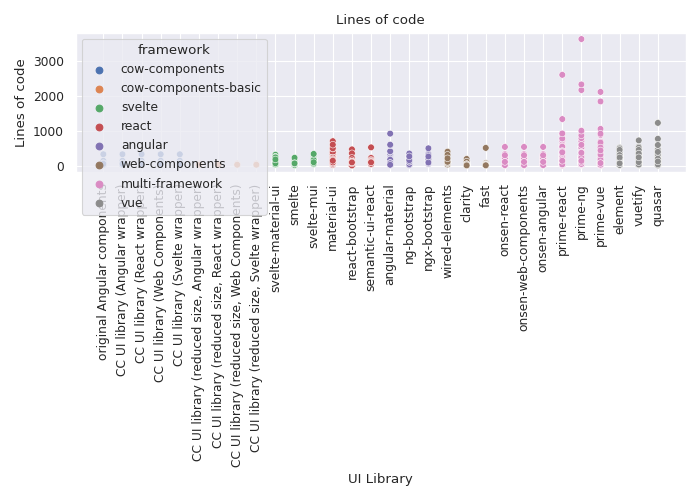 Lines of code
Lines of code
3000
2000
1000
0
framework
cow-components
cow-components-basic
svelte
react
angular
web-components
multi-framework
vue
original Angular components
CC UI library (Angular wrapper)
CC UI library (React wrapper)
CC UI library (Web Components)
CC UI library (Svelte wrapper)
CC UI library (reduced size, Angular wrapper)
CC UI library (reduced size, React wrapper)
CC UI library (reduced size, Web Components)
CC UI library (reduced size, Svelte wrapper)
svelte-material-ui
smelte
svelte-mui
material-ui
react-bootstrap
semantic-ui-react
angular-material
ng-bootstrap
ngx-bootstrap
wired-elements
clarity
fast
onsen-react
onsen-web-components
onsen-angular
prime-react
prime-ng
prime-vue
element
vuetify
quasar
UI Library